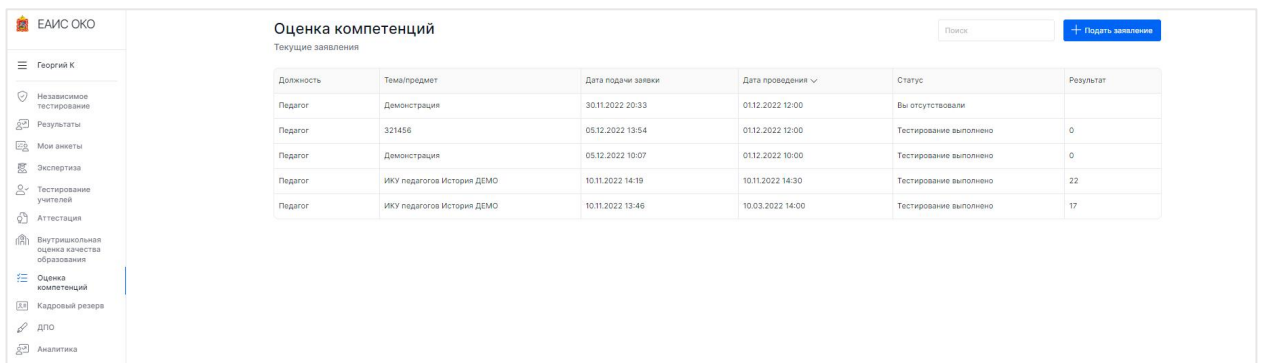 ЕАИС ОКО
Георгий К
Независимое
тестирование
Результаты
Мои анкеты
Экспертиза
Тестирование
учителей
Аттестация
Внутришкольная
оценка качества
образования
Оценка
компетенций
Кадровый резерв
ДПО
Аналитика
Оценка компетенций
Текущие заявления
Поиск
+ Подать заявление
Должность Тема/предмет Дата подачи заявки Дата проведения Статус Результат
Педагог Демонстрация 30.11.2022 20:33 01.12.2022 12:00 Вы отсутствовали
Педагог 321456 05.12.2022 13:54 01.12.2022 12:00 Тестирование выполнено 0
Педагог Демонстрация 05.12.2022 10:07 01.12.2022 10:00 Тестирование выполнено 0
Педагог ИКУ педагогов История ДЕМО 10.11.2022 14:19 10.11.2022 14:30 Тестирование выполнено 22
Педагог ИКУ педагогов История ДЕМО 10.11.2022 13:46 10.03.2022 14:00 Тестирование выполнено 17